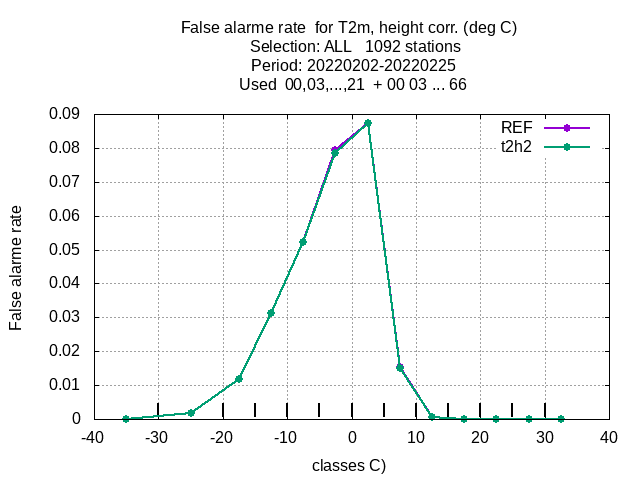 False alarme rate  for T2m, height corr. (deg C)
Selection: ALL   1092 stations
Period: 20220202-20220225
Used  00,03,...,21  + 00 03 ... 66
REF
t2h2
False alarme rate
0.09
0.08
0.07
0.06
0.05
0.04
0.03
0.02
0.01
0
-40 -30 -20 -10 0 10 20 30 40
classes C)